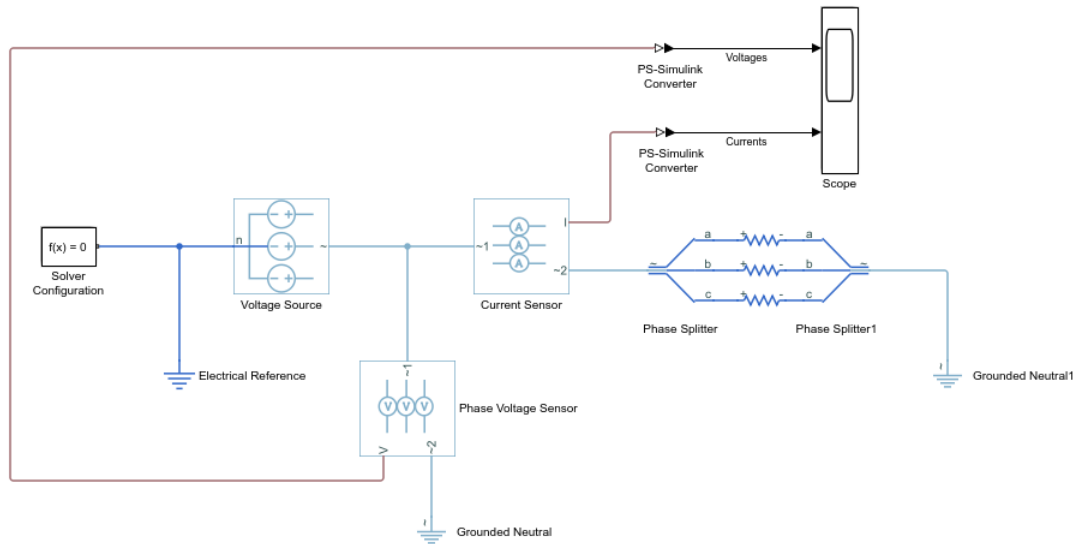 Voltages
PS-Simulink
Converter
I
Currents
PS-Simulink
Converter
Scope
f(x) = 0
Solver
Configuration
n
- +
- +
- +
~
Voltage Source
~1
A
A
A
I
~2
Current Sensor
~
a
+ -
a
b
+ -
b
c
+ -
c
~
Phase Splitter
Phase Splitter1
Electrical Reference
~1
V V V
V
~2
Phase Voltage Sensor
~
Grounded Neutral1
~
Grounded Neutral